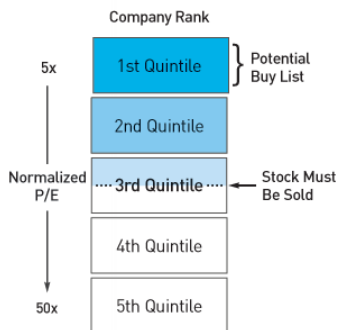 Company Rank
5x
1st Quintile
Potential
Buy List
2nd Quintile
Normalized
P/E
3rd Quintile
Stock Must
Be Sold
4th Quintile
50x
5th Quintile